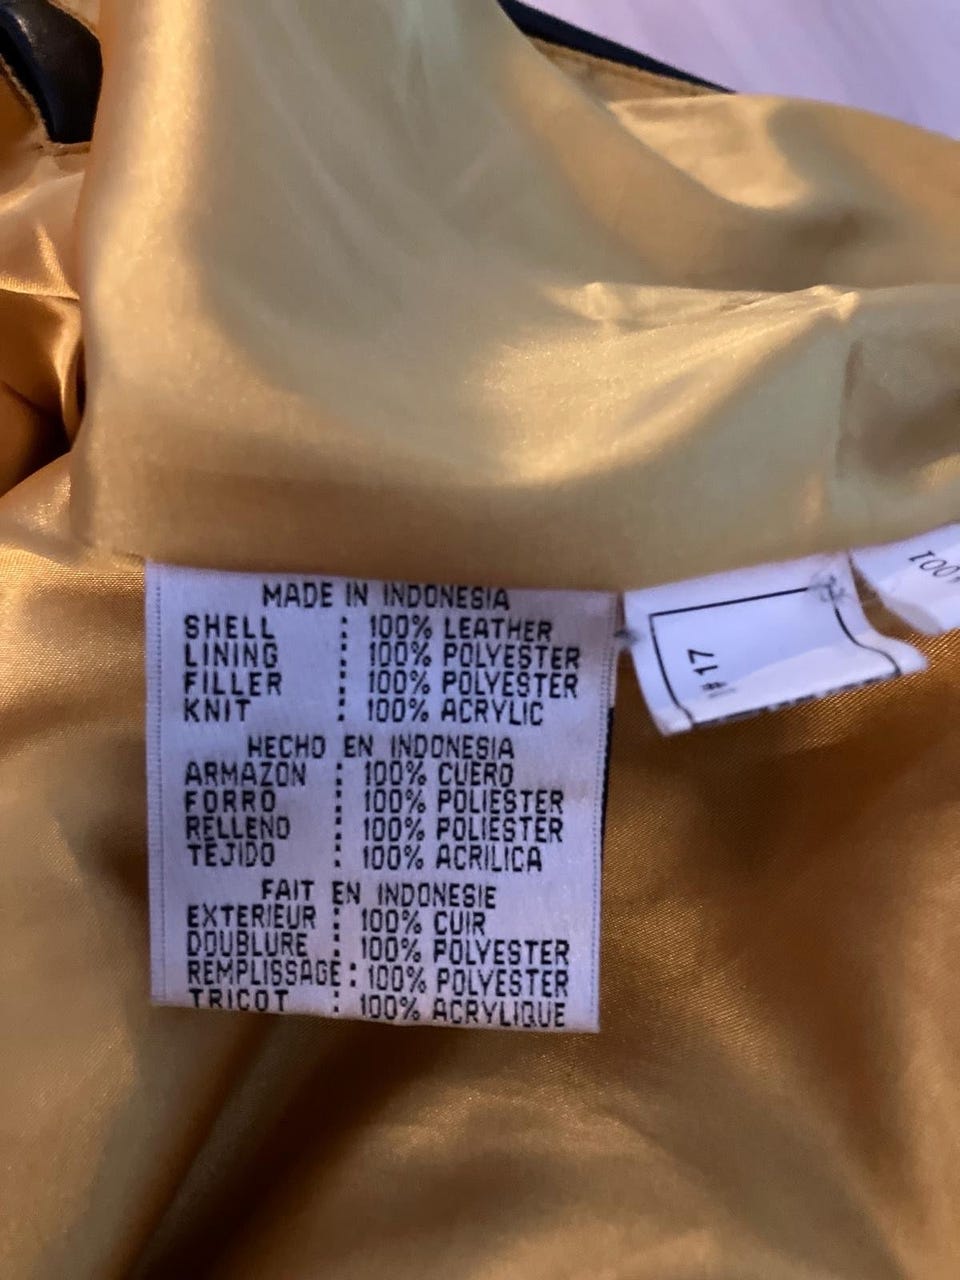 MADE IN INDONESIA
SHELL : 100% LEATHER
LINING : 100% POLYESTER
FILLER : 100% POLYESTER
KNIT : 100% ACRYLIC
HECHO EN INDONESIA
ARMAZON : 100% CUERO
FORRO : 100% POLIESTER
RELLENO : 100% POLIESTER
TEJIDO : 100% ACRILICA
FAIT EN INDONESIE
EXTERIEUR : 100% CUIR
DOUBLURE : 100% POLYESTER
REMPLISSAGE : 100% POLYESTER
TRICOT : 100% ACRYLIQUE
#17